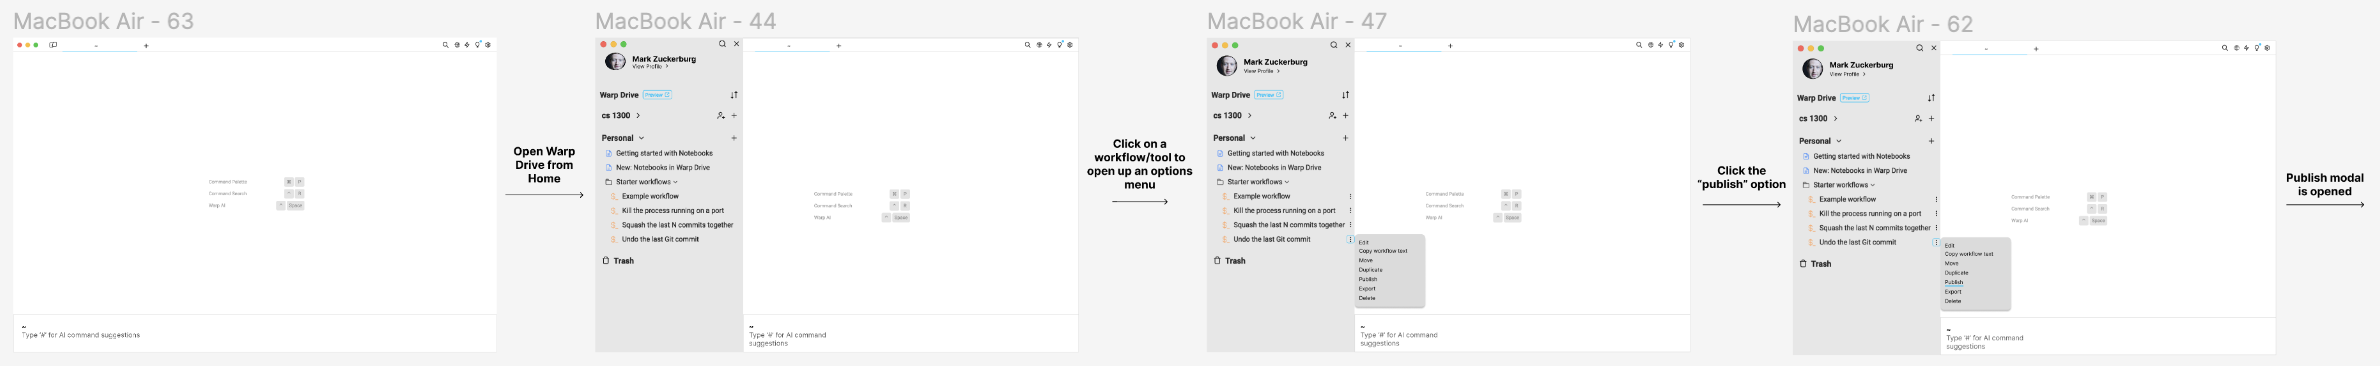 MacBook Air - 63
-
+
Command Palette ⌘ P
Command Search ^ R
Warp AI ^ Space
~
Type '#' for AI command suggestions
Open Warp
Drive from
Home
MacBook Air - 44
Mark Zuckerburg
View Profile >
Warp Drive Preview
cs 1300 >
Personal
Getting started with Notebooks
New: Notebooks in Warp Drive
Starter workflows
Example workflow
Kill the process running on a port
Squash the last N commits together
Undo the last Git commit
Trash
-
+
Command Palette ⌘ P
Command Search ^ R
Warp AI ^ Space
~
Type '#' for AI command
suggestions
Click on a
workflow/tool to
open up an options
menu
MacBook Air - 47
Mark Zuckerburg
View Profile >
Warp Drive Preview
cs 1300 >
Personal
Getting started with Notebooks
New: Notebooks in Warp Drive
Starter workflows
Example workflow
Kill the process running on a port
Squash the last N commits together
Undo the last Git commit
Trash
-
+
Command Palette ⌘ P
Command Search ^ R
Warp AI ^ Space
Edit
Copy workflow text
Move
Duplicate
Publish
Export
Delete
~
Type '#' for AI command
suggestions
Click the
“publish” option
MacBook Air - 62
Mark Zuckerburg
View Profile >
Warp Drive Preview
cs 1300 >
Personal
Getting started with Notebooks
New: Notebooks in Warp Drive
Starter workflows
Example workflow
Kill the process running on a port
Squash the last N commits together
Undo the last Git commit
Trash
-
+
Command Palette ⌘ P
Command Search ^ R
Warp AI ^ Space
Edit
Copy workflow text
Move
Duplicate
Publish
Export
Delete
~
Type '#' for AI command
suggestions
Publish modal
is opened